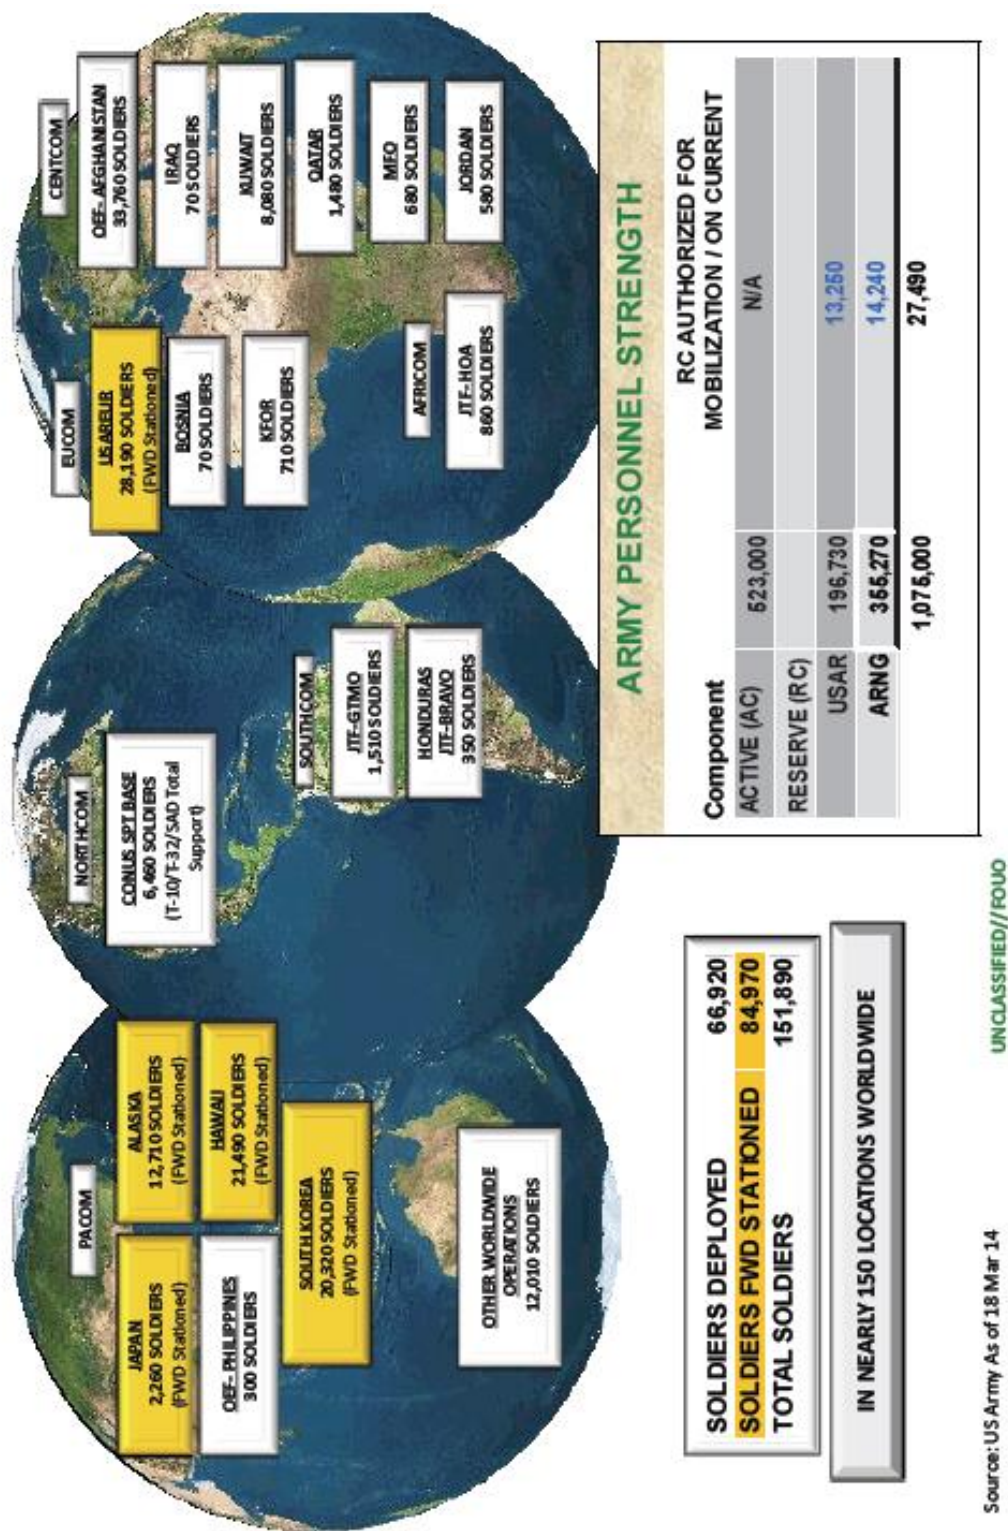 PACOM
JAPAN
2,260 SOLDIERS
(FWD Stationed)
ALASKA
12,710 SOLDIERS
(FWD Stationed)
OEF- PHILIPPINES
300 SOLDIERS
HAWAII
21,490 SOLDIERS
(FWD Stationed)
SOUTH KOREA
20,320 SOLDIERS
(FWD Stationed)
OTHER WORLDWIDE
OPERATIONS
12,010 SOLDIERS
NORTHCOM
CONUS SPT BASE
6,460 SOLDIERS
(T-10/T-32/SAD Total
Support)
SOUTHCOM
JTF-GTMO
1,510 SOLDIERS
HONDURAS
JTF-BRAVO
350 SOLDIERS
EUCOM
USAREUR
28,190 SOLDIERS
(FWD Stationed)
BOSNIA
70 SOLDIERS
KFOR
710 SOLDIERS
AFRICOM
JTF- HOA
860 SOLDIERS
CENTCOM
OEF- AFGHANISTAN
33,760 SOLDIERS
IRAQ
70 SOLDIERS
KUWAIT
8,080 SOLDIERS
QATAR
1,480 SOLDIERS
MFO
680 SOLDIERS
JORDAN
580 SOLDIERS
SOLDIERS DEPLOYED 66,920
SOLDIERS FWD STATIONED 84,970
TOTAL SOLDIERS 151,890
IN NEARLY 150 LOCATIONS WORLDWIDE
ARMY PERSONNEL STRENGTH
RC AUTHORIZED FOR
Component MOBILIZATION / ON CURRENT
ACTIVE (AC) 523,000 N/A
RESERVE (RC)
USAR 196,730 13,250
ARNG 355,270 14,240
1,075,000 27,490
Source: US Army As of 18 Mar 14
UNCLASSIFIED//FOUO